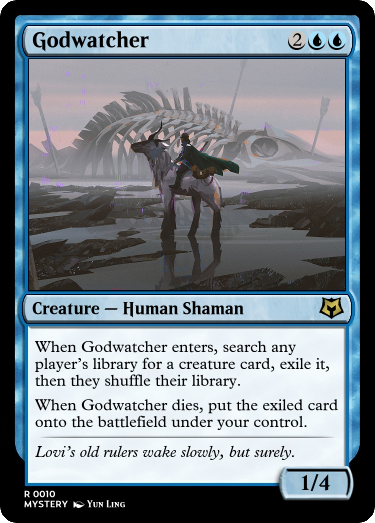 Godwatcher 2
Creature — Human Shaman
When Godwatcher enters, search any
player's library for a creature card, exile it,
then they shuffle their library.
When Godwatcher dies, put the exiled card
onto the battlefield under your control.
Lovi's old rulers wake slowly, but surely.
1/4
R 0010
MYSTERY Yun Ling